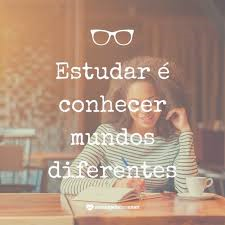 Estudar é
conhecer
mundos
diferentes